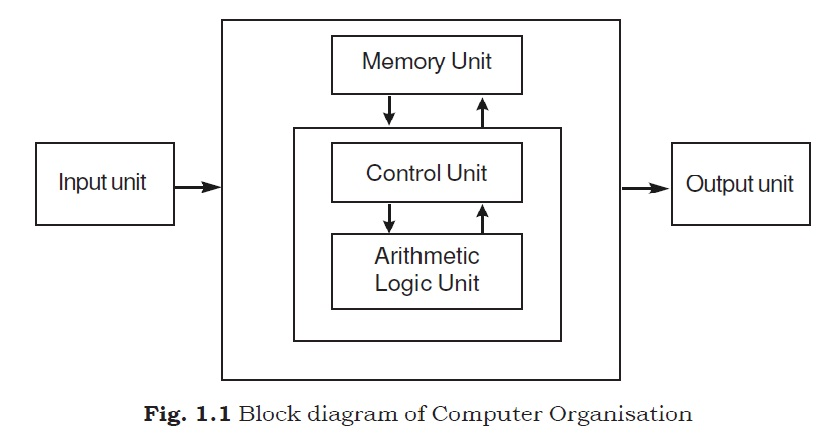 Memory Unit
Input unit
Control Unit
Output unit
Arithmetic
Logic Unit
Fig. 1.1 Block diagram of Computer Organisation